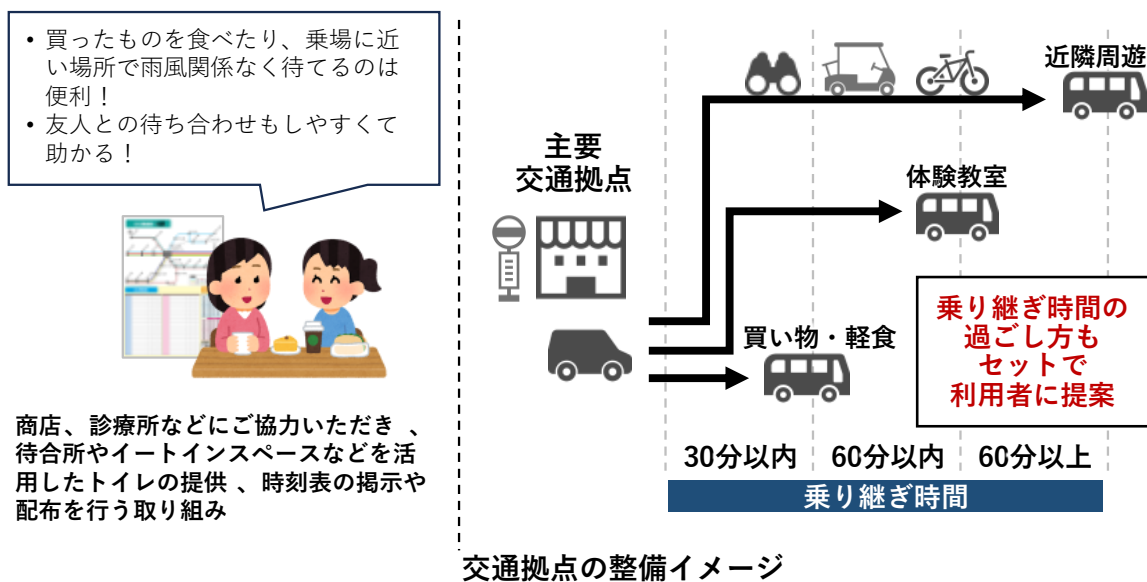 • 買ったものを食べたり、乗場に近
い場所で雨風関係なく待てるのは
便利！
• 友人との待ち合わせもしやすくて
助かる！
商店、診療所などにご協力いただき 、
待合所やイートインスペースなどを活
用したトイレの提供 、時刻表の掲示や
配布を行う取り組み
主要
交通拠点
近隣周遊
体験教室
買い物・軽食
乗り継ぎ時間の
過ごし方も
セットで
利用者に提案
30分以内
60分以内
60分以上
乗り継ぎ時間
交通拠点の整備イメージ